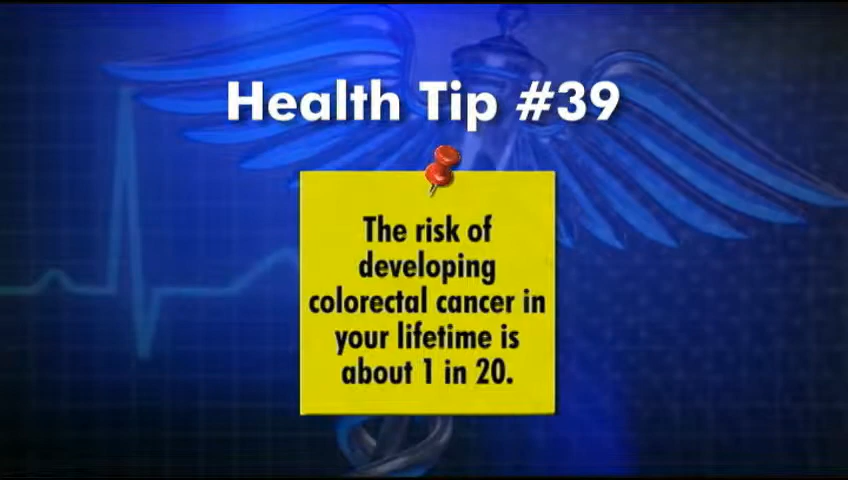 Health Tip #39
The risk of
developing
colorectal cancer in
your lifetime is
about 1 in 20.